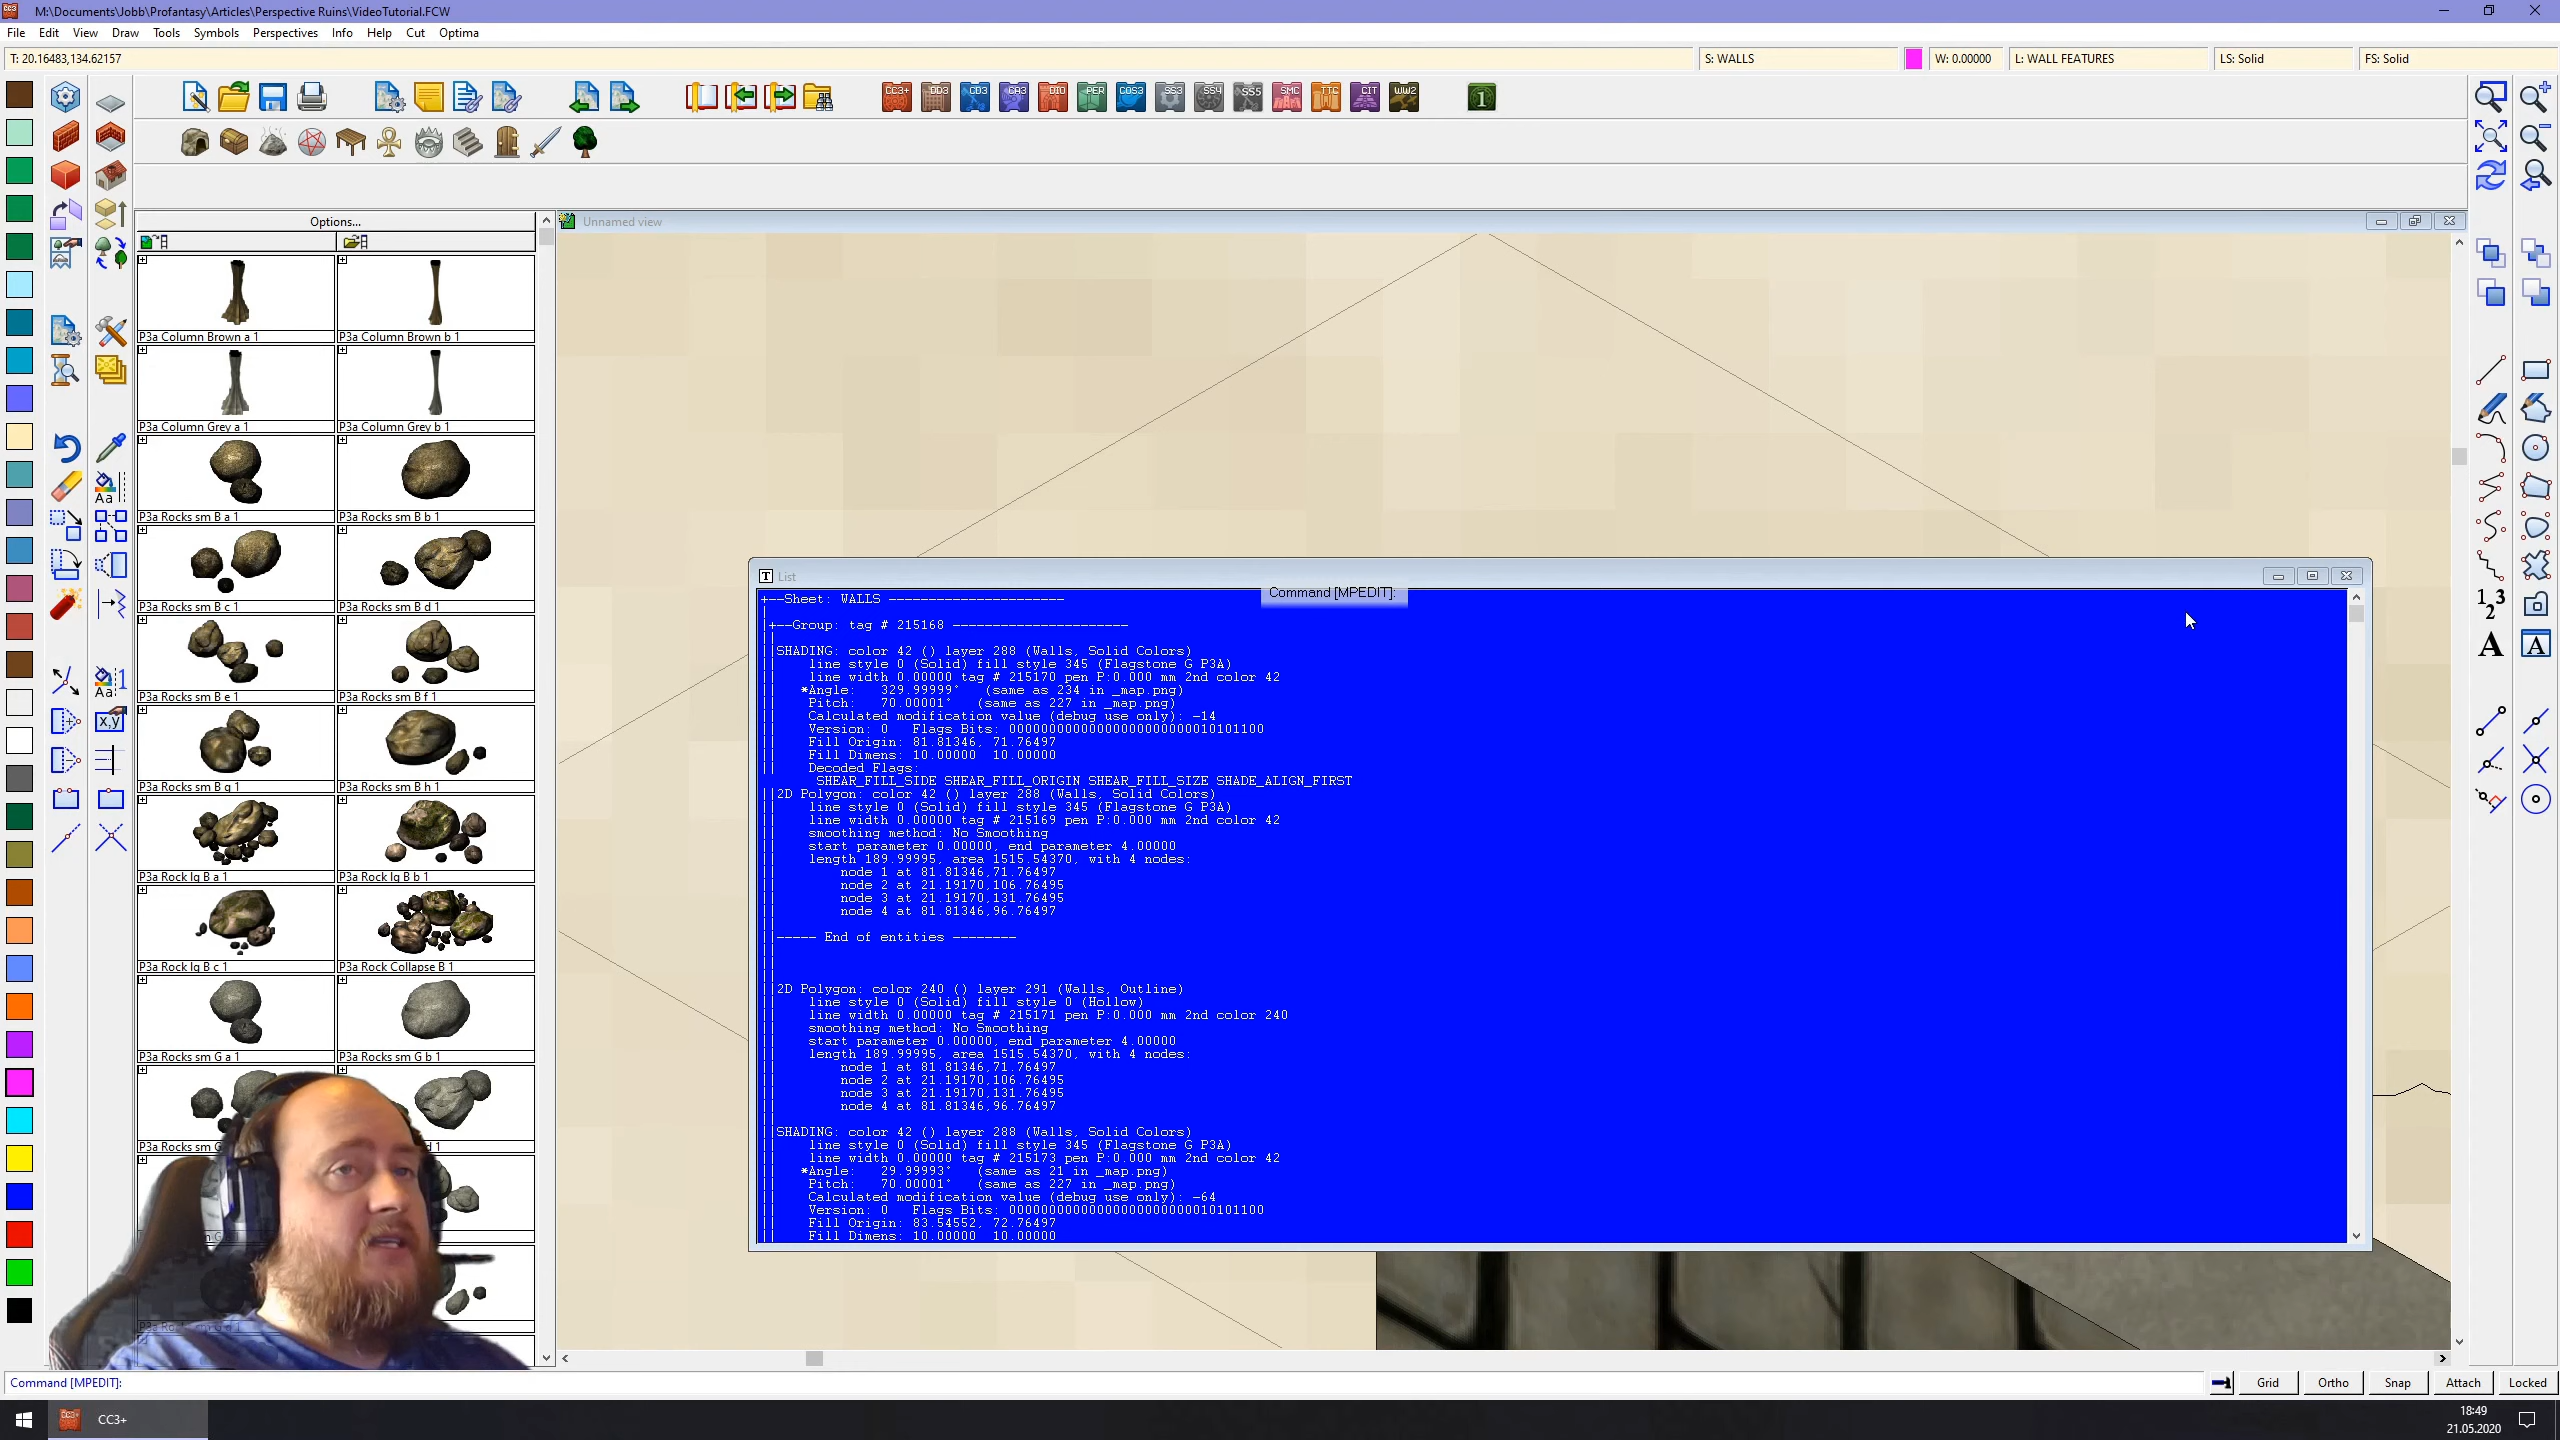 M:\Documents\Jobb\Profantasy\Articles\Perspective Ruins\VideoTutorial.FCW
File Edit View Draw Tools Symbols Perspectives Info Help Cut Optima
T: 20.16483,134.62157
S: WALLS
W: 0.00000
L: WALL FEATURES
LS: Solid
FS: Solid
CC3+ DD3 CD3 CA3 DIO PER COS3 SS3 SS4 SS5 SMC TTC CIT WW2
Options...
Unnamed view
P3a Column Brown a 1
P3a Column Brown b 1
P3a Column Grey a 1
P3a Column Grey b 1
P3a Rocks sm B a 1
P3a Rocks sm B b 1
P3a Rocks sm B c 1
P3a Rocks sm B d 1
P3a Rocks sm B e 1
P3a Rocks sm B f 1
P3a Rocks sm B g 1
P3a Rocks sm B h 1
P3a Rock lg B a 1
P3a Rock lg B b 1
P3a Rock lg B c 1
P3a Rock Collapse B 1
P3a Rocks sm G a 1
P3a Rocks sm G b 1
P3a Rocks sm G
d 1
List
Command [MPEDIT]:
+--Sheet: WALLS ----------------------
|+--Group: tag # 215168 ----------------------
||SHADING: color 42 () layer 288 (Walls, Solid Colors)
|| line style 0 (Solid) fill style 345 (Flagstone G P3A)
|| line width 0.00000 tag # 215170 pen P:0.000 mm 2nd color 42
|| *Angle: 329.99999° (same as 234 in _map.png)
|| Pitch: 70.00001° (same as 227 in _map.png)
|| Calculated modification value (debug use only): -14
|| Version: 0 Flags Bits: 00000000000000000000000010101100
|| Fill Origin: 81.81346, 71.76497
|| Fill Dimens: 10.00000 10.00000
|| Decoded Flags:
SHEAR_FILL_SIDE SHEAR_FILL_ORIGIN SHEAR_FILL_SIZE SHADE_ALIGN_FIRST
||2D Polygon: color 42 () layer 288 (Walls, Solid Colors)
|| line style 0 (Solid) fill style 345 (Flagstone G P3A)
|| line width 0.00000 tag # 215169 pen P:0.000 mm 2nd color 42
|| smoothing method: No Smoothing
|| start parameter 0.00000, end parameter 4.00000
|| length 189.99995, area 1515.54370, with 4 nodes:
|| node 1 at 81.81346,71.76497
|| node 2 at 21.19170,106.76495
|| node 3 at 21.19170,131.76495
|| node 4 at 81.81346,96.76497
||----- End of entities --------
||2D Polygon: color 240 () layer 291 (Walls, Outline)
|| line style 0 (Solid) fill style 0 (Hollow)
|| line width 0.00000 tag # 215171 pen P:0.000 mm 2nd color 240
|| smoothing method: No Smoothing
|| start parameter 0.00000, end parameter 4.00000
|| length 189.99995, area 1515.54370, with 4 nodes:
|| node 1 at 81.81346,71.76497
|| node 2 at 21.19170,106.76495
|| node 3 at 21.19170,131.76495
|| node 4 at 81.81346,96.76497
||SHADING: color 42 () layer 288 (Walls, Solid Colors)
|| line style 0 (Solid) fill style 345 (Flagstone G P3A)
|| line width 0.00000 tag # 215173 pen P:0.000 mm 2nd color 42
|| *Angle: 29.99993° (same as 21 in _map.png)
|| Pitch: 70.00001° (same as 227 in _map.png)
|| Calculated modification value (debug use only): -64
|| Version: 0 Flags Bits: 00000000000000000000000010101100
|| Fill Origin: 83.54552, 72.76497
|| Fill Dimens: 10.00000 10.00000
Command [MPEDIT]:
Grid Ortho Snap Attach Locked
CC3+
18:49
21.05.2020